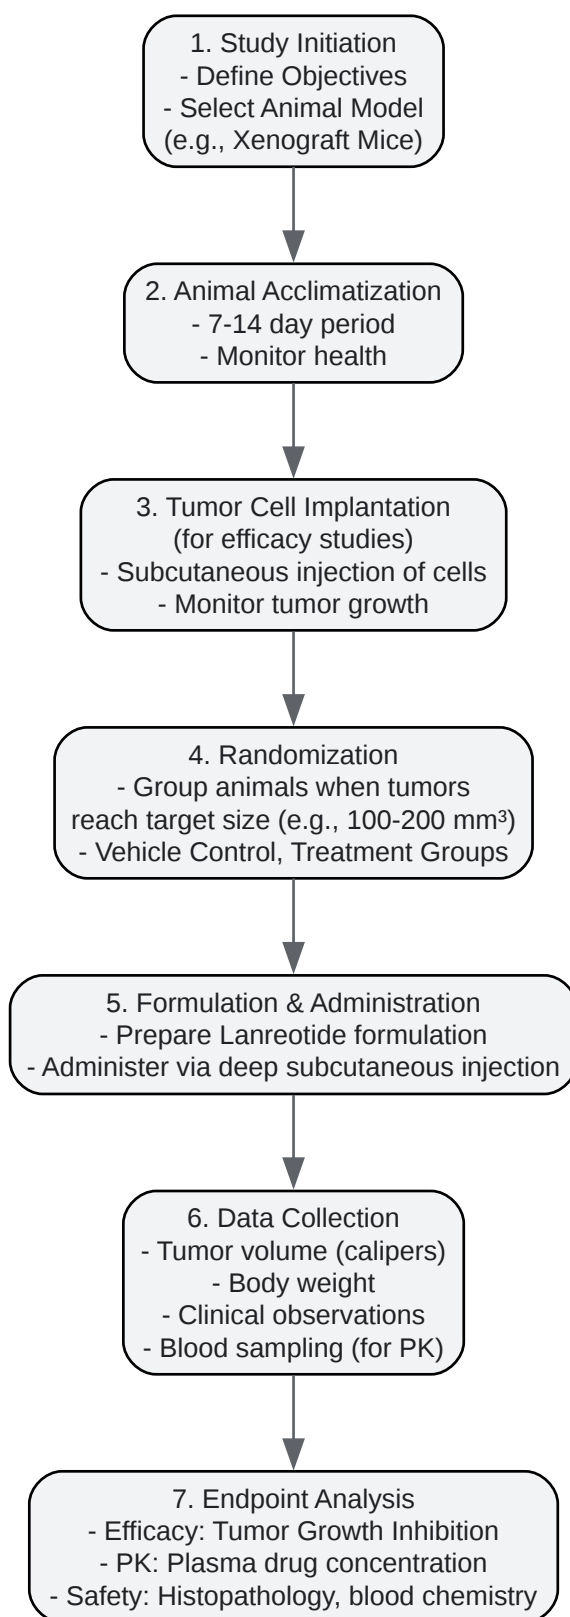 1. Study Initiation
- Define Objectives
- Select Animal Model
(e.g., Xenograft Mice)
2. Animal Acclimatization
- 7-14 day period
- Monitor health
3. Tumor Cell Implantation
(for efficacy studies)
- Subcutaneous injection of cells
- Monitor tumor growth
4. Randomization
- Group animals when tumors
reach target size (e.g., 100-200 mm³)
- Vehicle Control, Treatment Groups
5. Formulation & Administration
- Prepare Lanreotide formulation
- Administer via deep subcutaneous injection
6. Data Collection
- Tumor volume (calipers)
- Body weight
- Clinical observations
- Blood sampling (for PK)
7. Endpoint Analysis
- Efficacy: Tumor Growth Inhibition
- PK: Plasma drug concentration
- Safety: Histopathology, blood chemistry